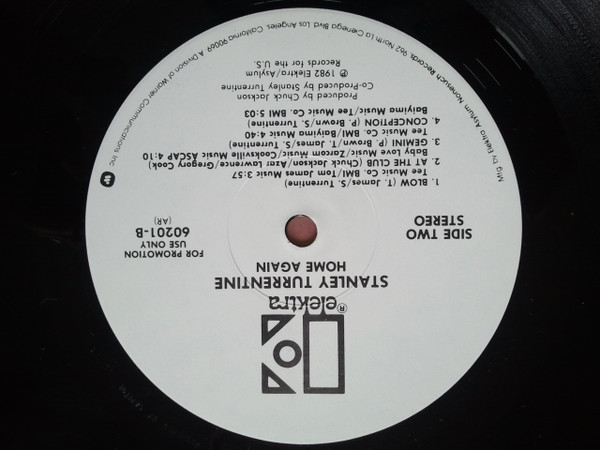 elektra®
STANLEY TURRENTINE
HOME AGAIN
SIDE TWO
STEREO
FOR PROMOTION
USE ONLY
60201-B
(AR)
1. BLOW (T. James/S. Turrentine)
Tee Music Co. BMI/Tom James Music 3:57
2. AT THE CLUB (Chuck Jackson/Azar Lawrence/Gregory Cook)
Baby Love Music/Zarcom Music/Cooksville Music ASCAP 4:10
3. GEMINI (P. Brown/T. James/S. Turrentine)
Tee Music Co. BMI/Baiyima BMI 4:40
4. CONCEPTION (P. Brown/S. Turrentine)
Baiyima Music/Tee Music Co. BMI 5:03
Produced by Chuck Jackson
Co-Produced by Stanley Turrentine
℗ 1982 Elektra/Asylum
Records for the U.S.
Mfg by Elektra Asylum Nonesuch Records, 962 North La Cienega Blvd. Los Angeles, California 90069. A Division of Warner Communications Inc.